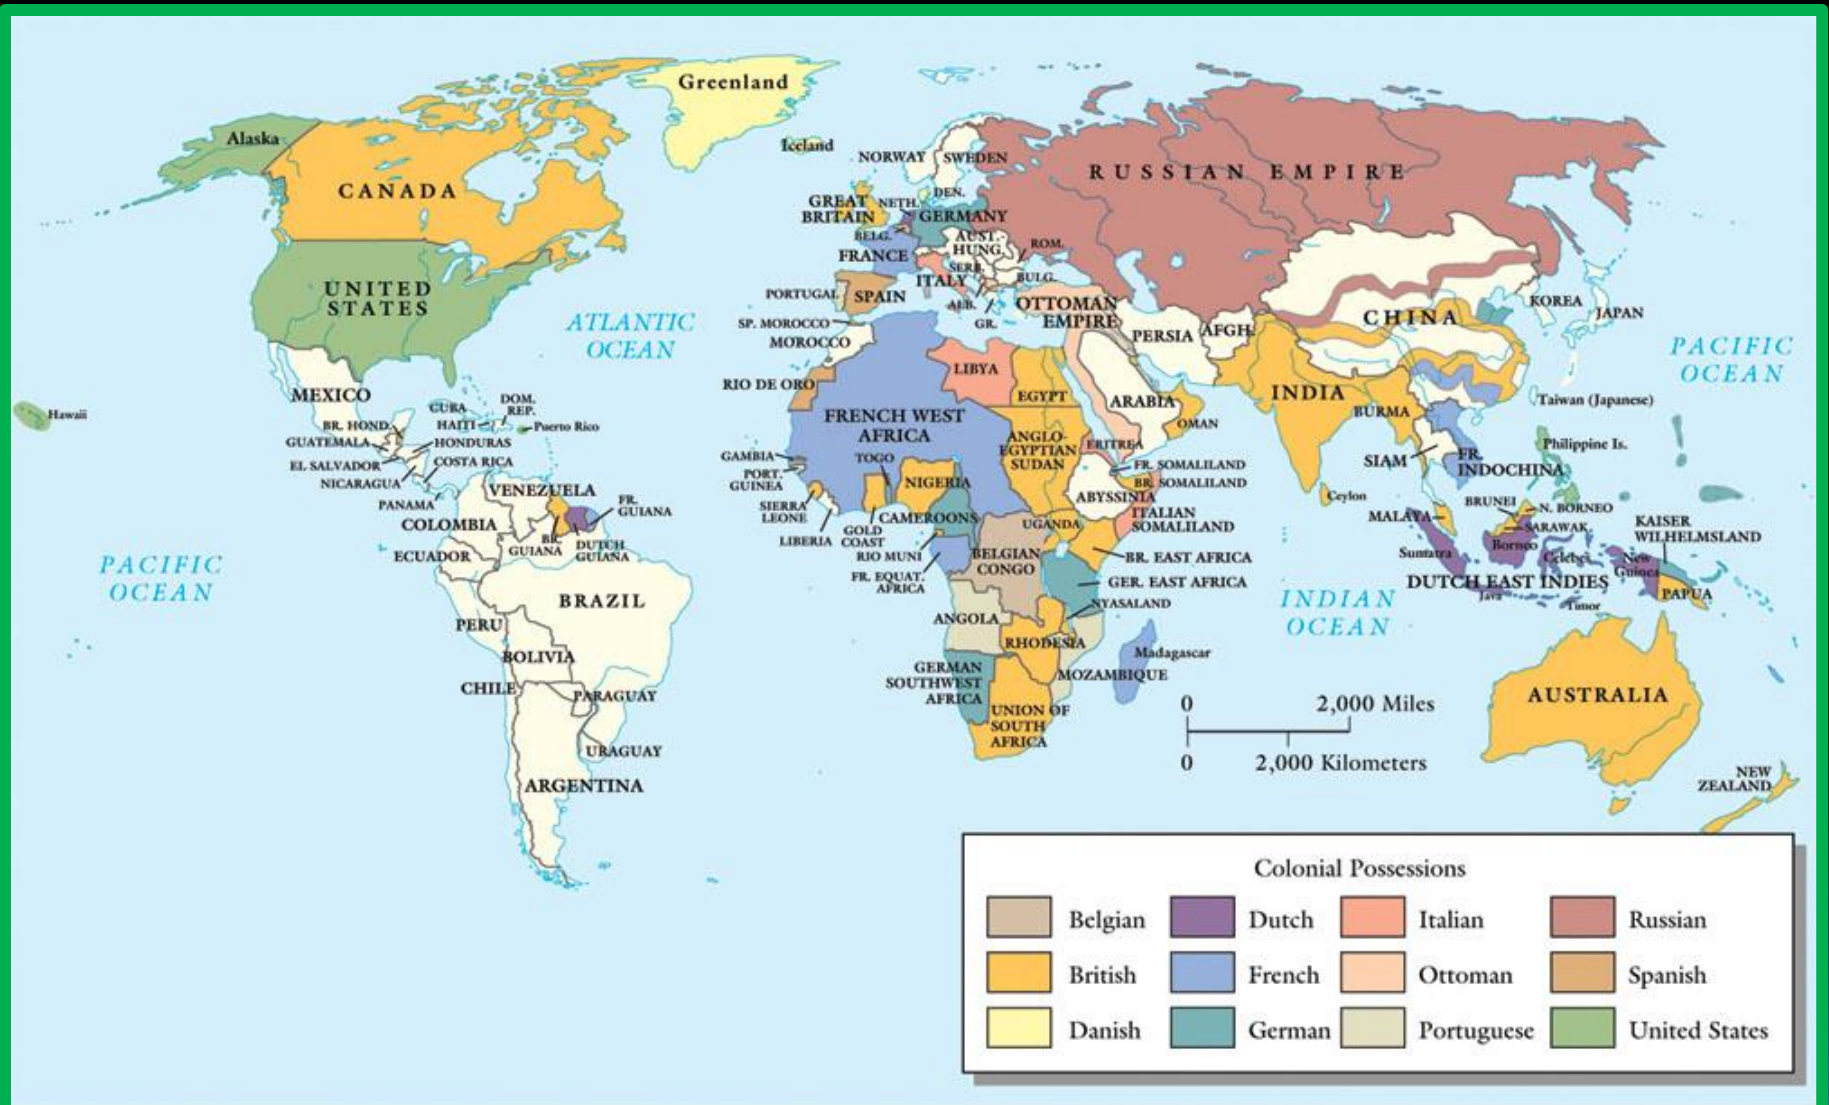 Greenland
Alaska
Iceland
NORWAY
SWEDEN
CANADA
RUSSIAN EMPIRE
DEN.
GREAT
BRITAIN
NETH.
GERMANY
BELG.
AUST.-
HUNG.
ROM.
FRANCE
SERB.
ITALY
BULG.
UNITED
STATES
PORTUGAL
SPAIN
ALB.
GR.
OTTOMAN
EMPIRE
KOREA
JAPAN
CHINA
ATLANTIC
OCEAN
SP. MOROCCO
MOROCCO
PERSIA
AFGH.
PACIFIC
OCEAN
LIBYA
RIO DE ORO
EGYPT
MEXICO
INDIA
ARABIA
Taiwan (Japanese)
Hawaii
CUBA
DOM.
REP.
HAITI
Puerto Rico
BR. HOND.
GUATEMALA
HONDURAS
EL SALVADOR
COSTA RICA
NICARAGUA
PANAMA
FRENCH WEST
AFRICA
BURMA
OMAN
ANGLO-
EGYPTIAN
SUDAN
ERITREA
Philippine Is.
GAMBIA
TOGO
PORT.
GUINEA
NIGERIA
FR. SOMALILAND
BR. SOMALILAND
SIAM
FR.
INDOCHINA
ABYSSINIA
Ceylon
VENEZUELA
FR.
GUIANA
COLOMBIA
SIERRA
LEONE
LIBERIA
GOLD
COAST
CAMEROONS
UGANDA
ITALIAN
SOMALILAND
MALAYA
BRUNEI
N. BORNEO
SARAWAK
KAISER
WILHELMSLAND
BR.
GUIANA
DUTCH
GUIANA
ECUADOR
RIO MUNI
FR. EQUAT.
AFRICA
BELGIAN
CONGO
BR. EAST AFRICA
GER. EAST AFRICA
Sumatra
Borneo
Celebes
New
Guinea
DUTCH EAST INDIES
Java
Timor
PAPUA
PACIFIC
OCEAN
BRAZIL
PERU
ANGOLA
NYASALAND
INDIAN
OCEAN
RHODESIA
Madagascar
BOLIVIA
MOZAMBIQUE
CHILE
PARAGUAY
GERMAN
SOUTHWEST
AFRICA
UNION OF
SOUTH
AFRICA
AUSTRALIA
0 2,000 Miles
0 2,000 Kilometers
URAGUAY
ARGENTINA
NEW
ZEALAND
Colonial Possessions
Belgian Dutch Italian Russian
British French Ottoman Spanish
Danish German Portuguese United States